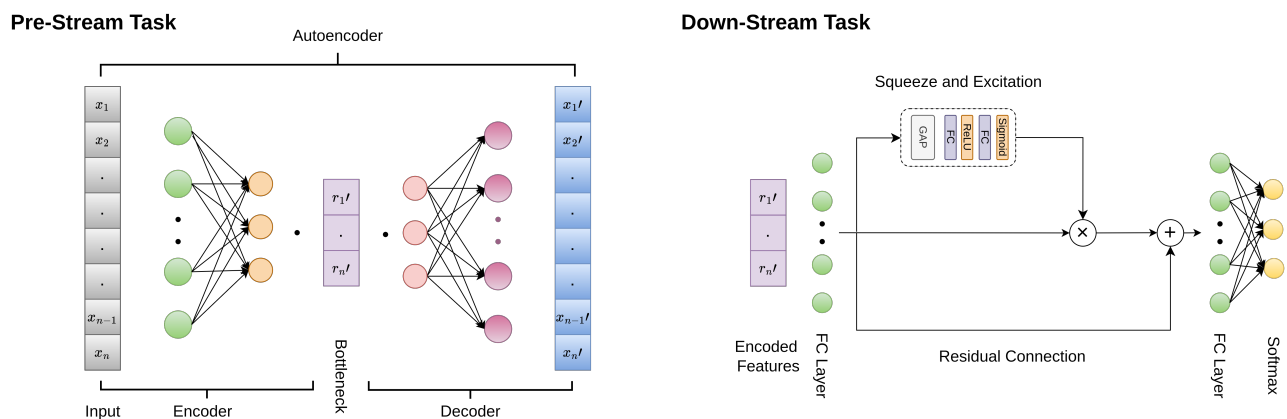 Pre-Stream Task
Autoencoder
x₁
x₂
.
.
.
.
xₙ₋₁
xₙ
r₁′
.
rₙ′
x₁′
x₂′
.
.
.
.
xₙ₋₁′
xₙ′
Input
Encoder
Bottleneck
Decoder
Down-Stream Task
Squeeze and Excitation
GAP
FC
ReLU
FC
Sigmoid
r₁′
.
rₙ′
×
+
Encoded
Features
FC Layer
Residual Connection
FC Layer
Softmax